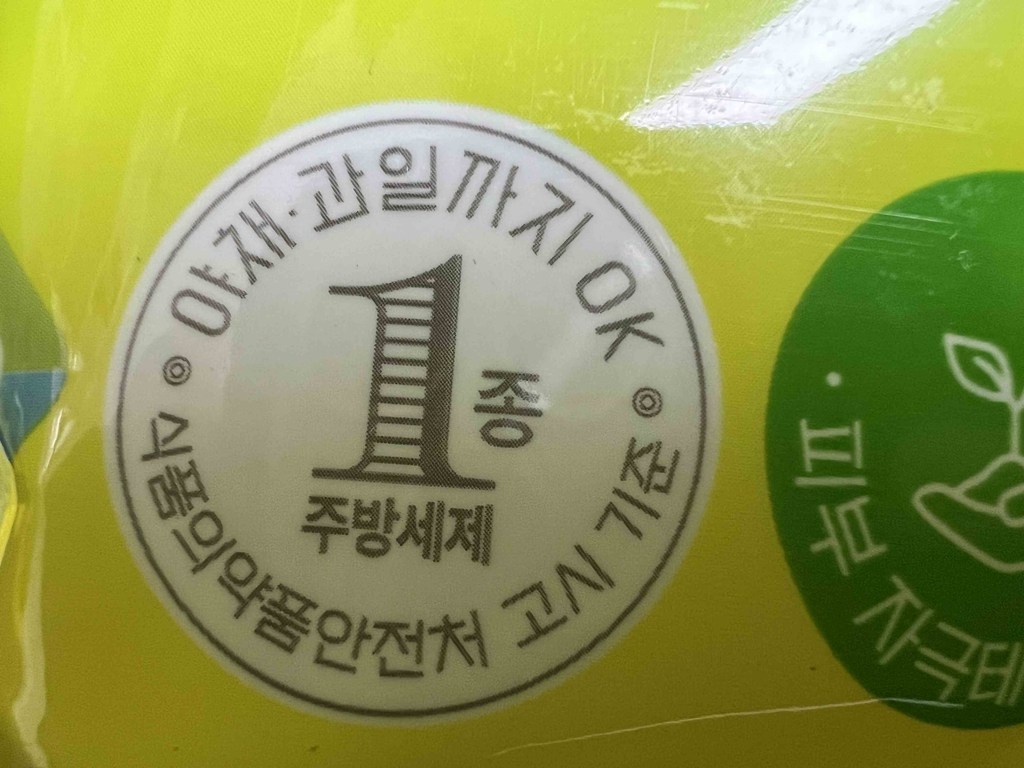 야채·과일까지 OK
1종
주방세제
식품의약품안전처 고시 기준
피부 자극테